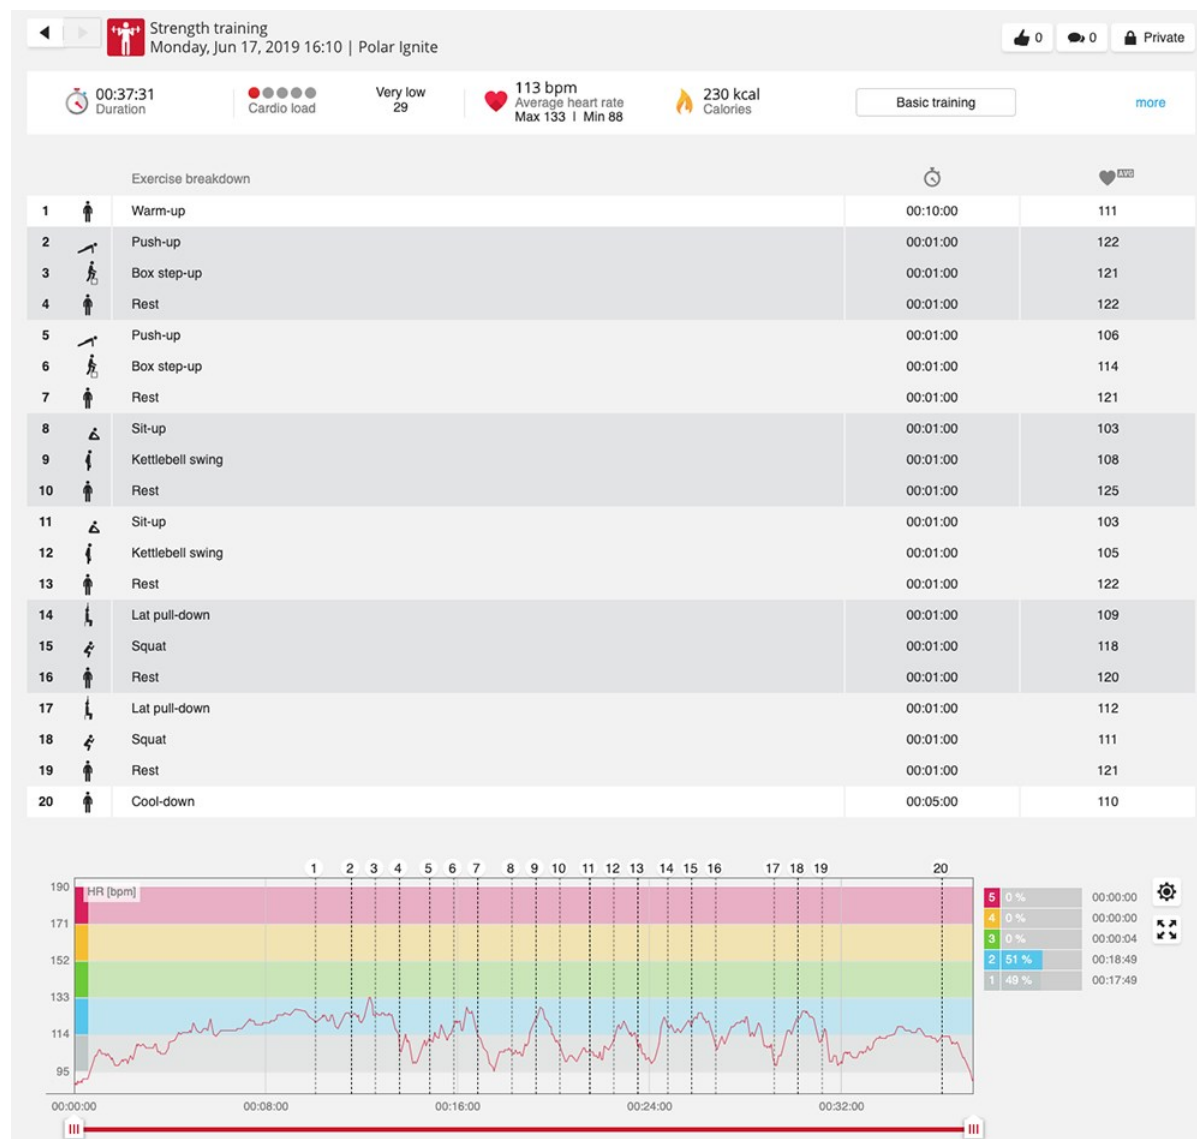 Strength training
Monday, Jun 17, 2019 16:10 | Polar Ignite
0 0 Private
00:37:31 Duration
Cardio load
Very low 29
113 bpm Average heart rate Max 133 | Min 88
230 kcal Calories
Basic training
more
Exercise breakdown AVG
1 Warm-up 00:10:00 111
2 Push-up 00:01:00 122
3 Box step-up 00:01:00 121
4 Rest 00:01:00 122
5 Push-up 00:01:00 106
6 Box step-up 00:01:00 114
7 Rest 00:01:00 121
8 Sit-up 00:01:00 103
9 Kettlebell swing 00:01:00 108
10 Rest 00:01:00 125
11 Sit-up 00:01:00 103
12 Kettlebell swing 00:01:00 105
13 Rest 00:01:00 122
14 Lat pull-down 00:01:00 109
15 Squat 00:01:00 118
16 Rest 00:01:00 120
17 Lat pull-down 00:01:00 112
18 Squat 00:01:00 111
19 Rest 00:01:00 121
20 Cool-down 00:05:00 110
1 2 3 4 5 6 7 8 9 10 11 12 13 14 15 16 17 18 19 20
HR [bpm]
190
171
152
133
114
95
00:00:00 00:08:00 00:16:00 00:24:00 00:32:00
5 0 % 00:00:00
4 0 % 00:00:00
3 0 % 00:00:04
2 51 % 00:18:49
1 49 % 00:17:49